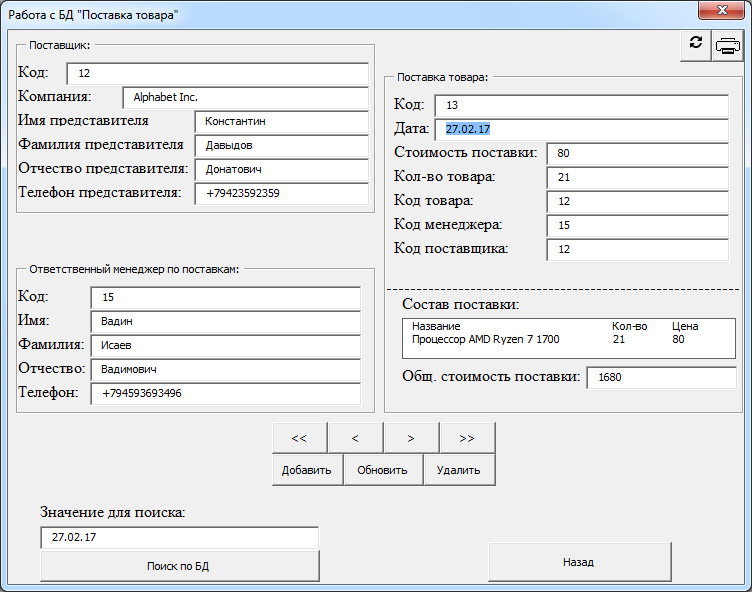 Работа с БД "Поставка товара"
Поставщик:
Код: 12
Компания: Alphabet Inc.
Имя представителя Константин
Фамилия представителя Давыдов
Отчество представителя: Донатович
Телефон представителя: +79423592359
Поставка товара:
Код: 13
Дата: 27.02.17
Стоимость поставки: 80
Кол-во товара: 21
Код товара: 12
Код менеджера: 15
Код поставщика: 12
Ответственный менеджер по поставкам:
Код: 15
Имя: Вадин
Фамилия: Исаев
Отчество: Вадимович
Телефон: +794593693496
Состав поставки:
Название Кол-во Цена
Процессор AMD Ryzen 7 1700 21 80
Общ. стоимость поставки: 1680
<< < > >>
Добавить Обновить Удалить
Значение для поиска:
27.02.17
Поиск по БД
Назад